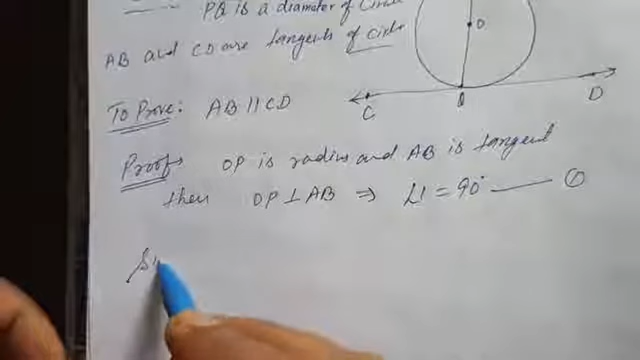 PQ is a diameter of Circle
O
AB and CD are tangents of circle
To Prove: AB || CD
C
D
Proof: OP is radius and AB is tangent
then OP ⊥ AB ⇒ ∠1 = 90° —— ①
Si